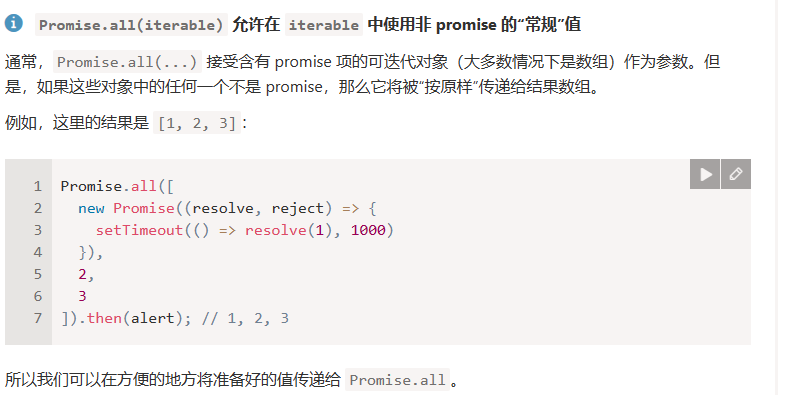 Promise.all(iterable) 允许在 iterable 中使用非 promise 的“常规”值
通常，Promise.all(...) 接受含有 promise 项的可迭代对象（大多数情况下是数组）作为参数。但
是，如果这些对象中的任何一个不是 promise，那么它将被“按原样”传递给结果数组。
例如，这里的结果是 [1, 2, 3]：
1 Promise.all([
2   new Promise((resolve, reject) => {
3     setTimeout(() => resolve(1), 1000)
4   }),
5   2,
6   3
7 ]).then(alert); // 1, 2, 3
所以我们可以在方便的地方将准备好的值传递给 Promise.all。